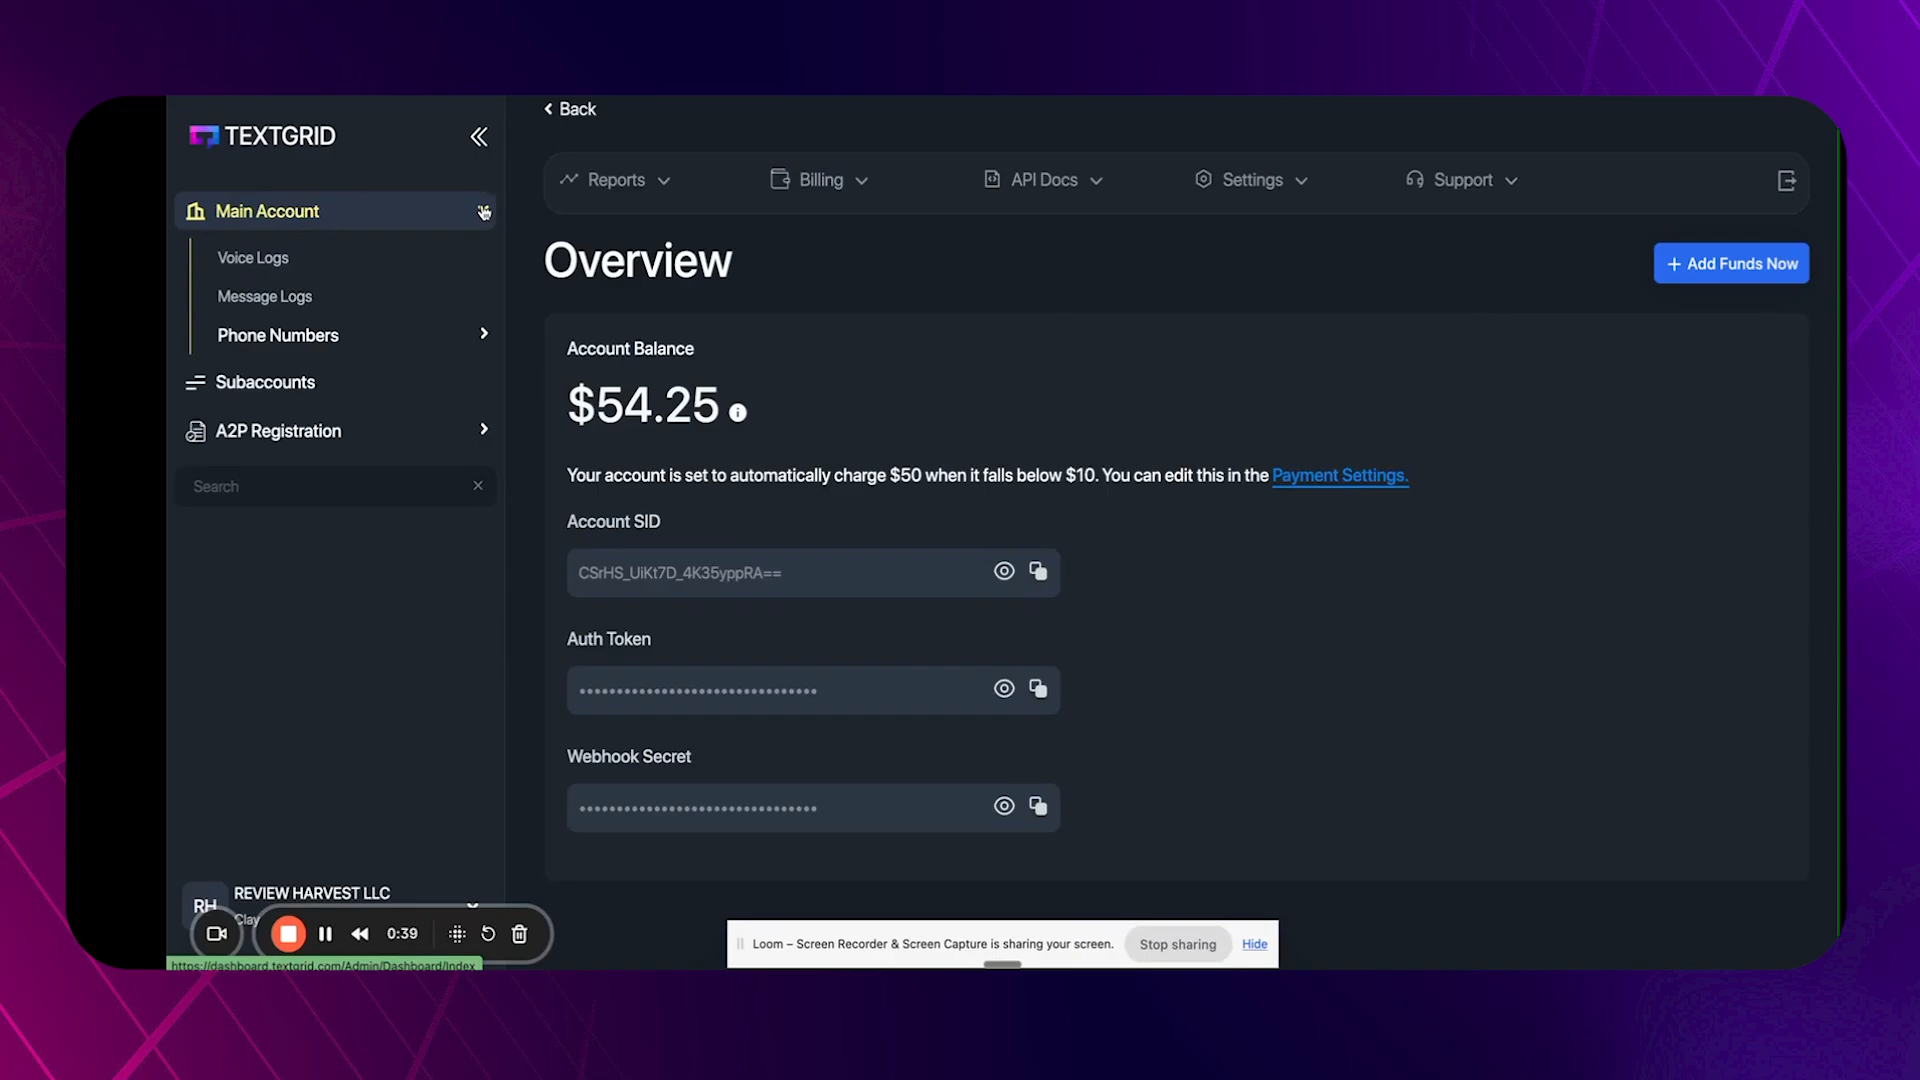 TEXTGRID
Main Account
Voice Logs
Message Logs
Phone Numbers
Subaccounts
A2P Registration
Search
RH
REVIEW HARVEST LLC
Clay
0:39
https://dashboard.textgrid.com/Admin/Dashboard/Index
Back
Reports
Billing
API Docs
Settings
Support
Overview
+ Add Funds Now
Account Balance
$54.25
Your account is set to automatically charge $50 when it falls below $10. You can edit this in the Payment Settings.
Account SID
CSrHS_UiKt7D_4K35yppRA==
Auth Token
Webhook Secret
Loom – Screen Recorder & Screen Capture is sharing your screen.
Stop sharing
Hide